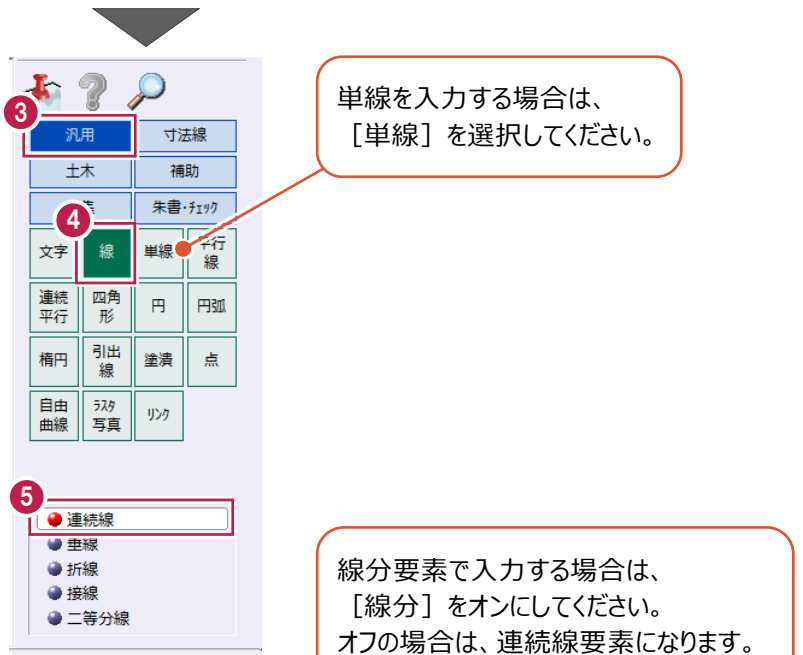 単線を入力する場合は、
［単線］を選択してください。
3
汎用 寸法線
土木 補助
朱書・ﾁｪｯｸ
4
文字 線 単線 平行線
連続平行 四角形 円 円弧
楕円 引出線 塗潰 点
自由曲線 ﾗｽﾀ写真 ﾘﾝｸ
5
連続線
垂線
折線
接線
二等分線
線分要素で入力する場合は、
［線分］をオンにしてください。
オフの場合は、連続線要素になります。